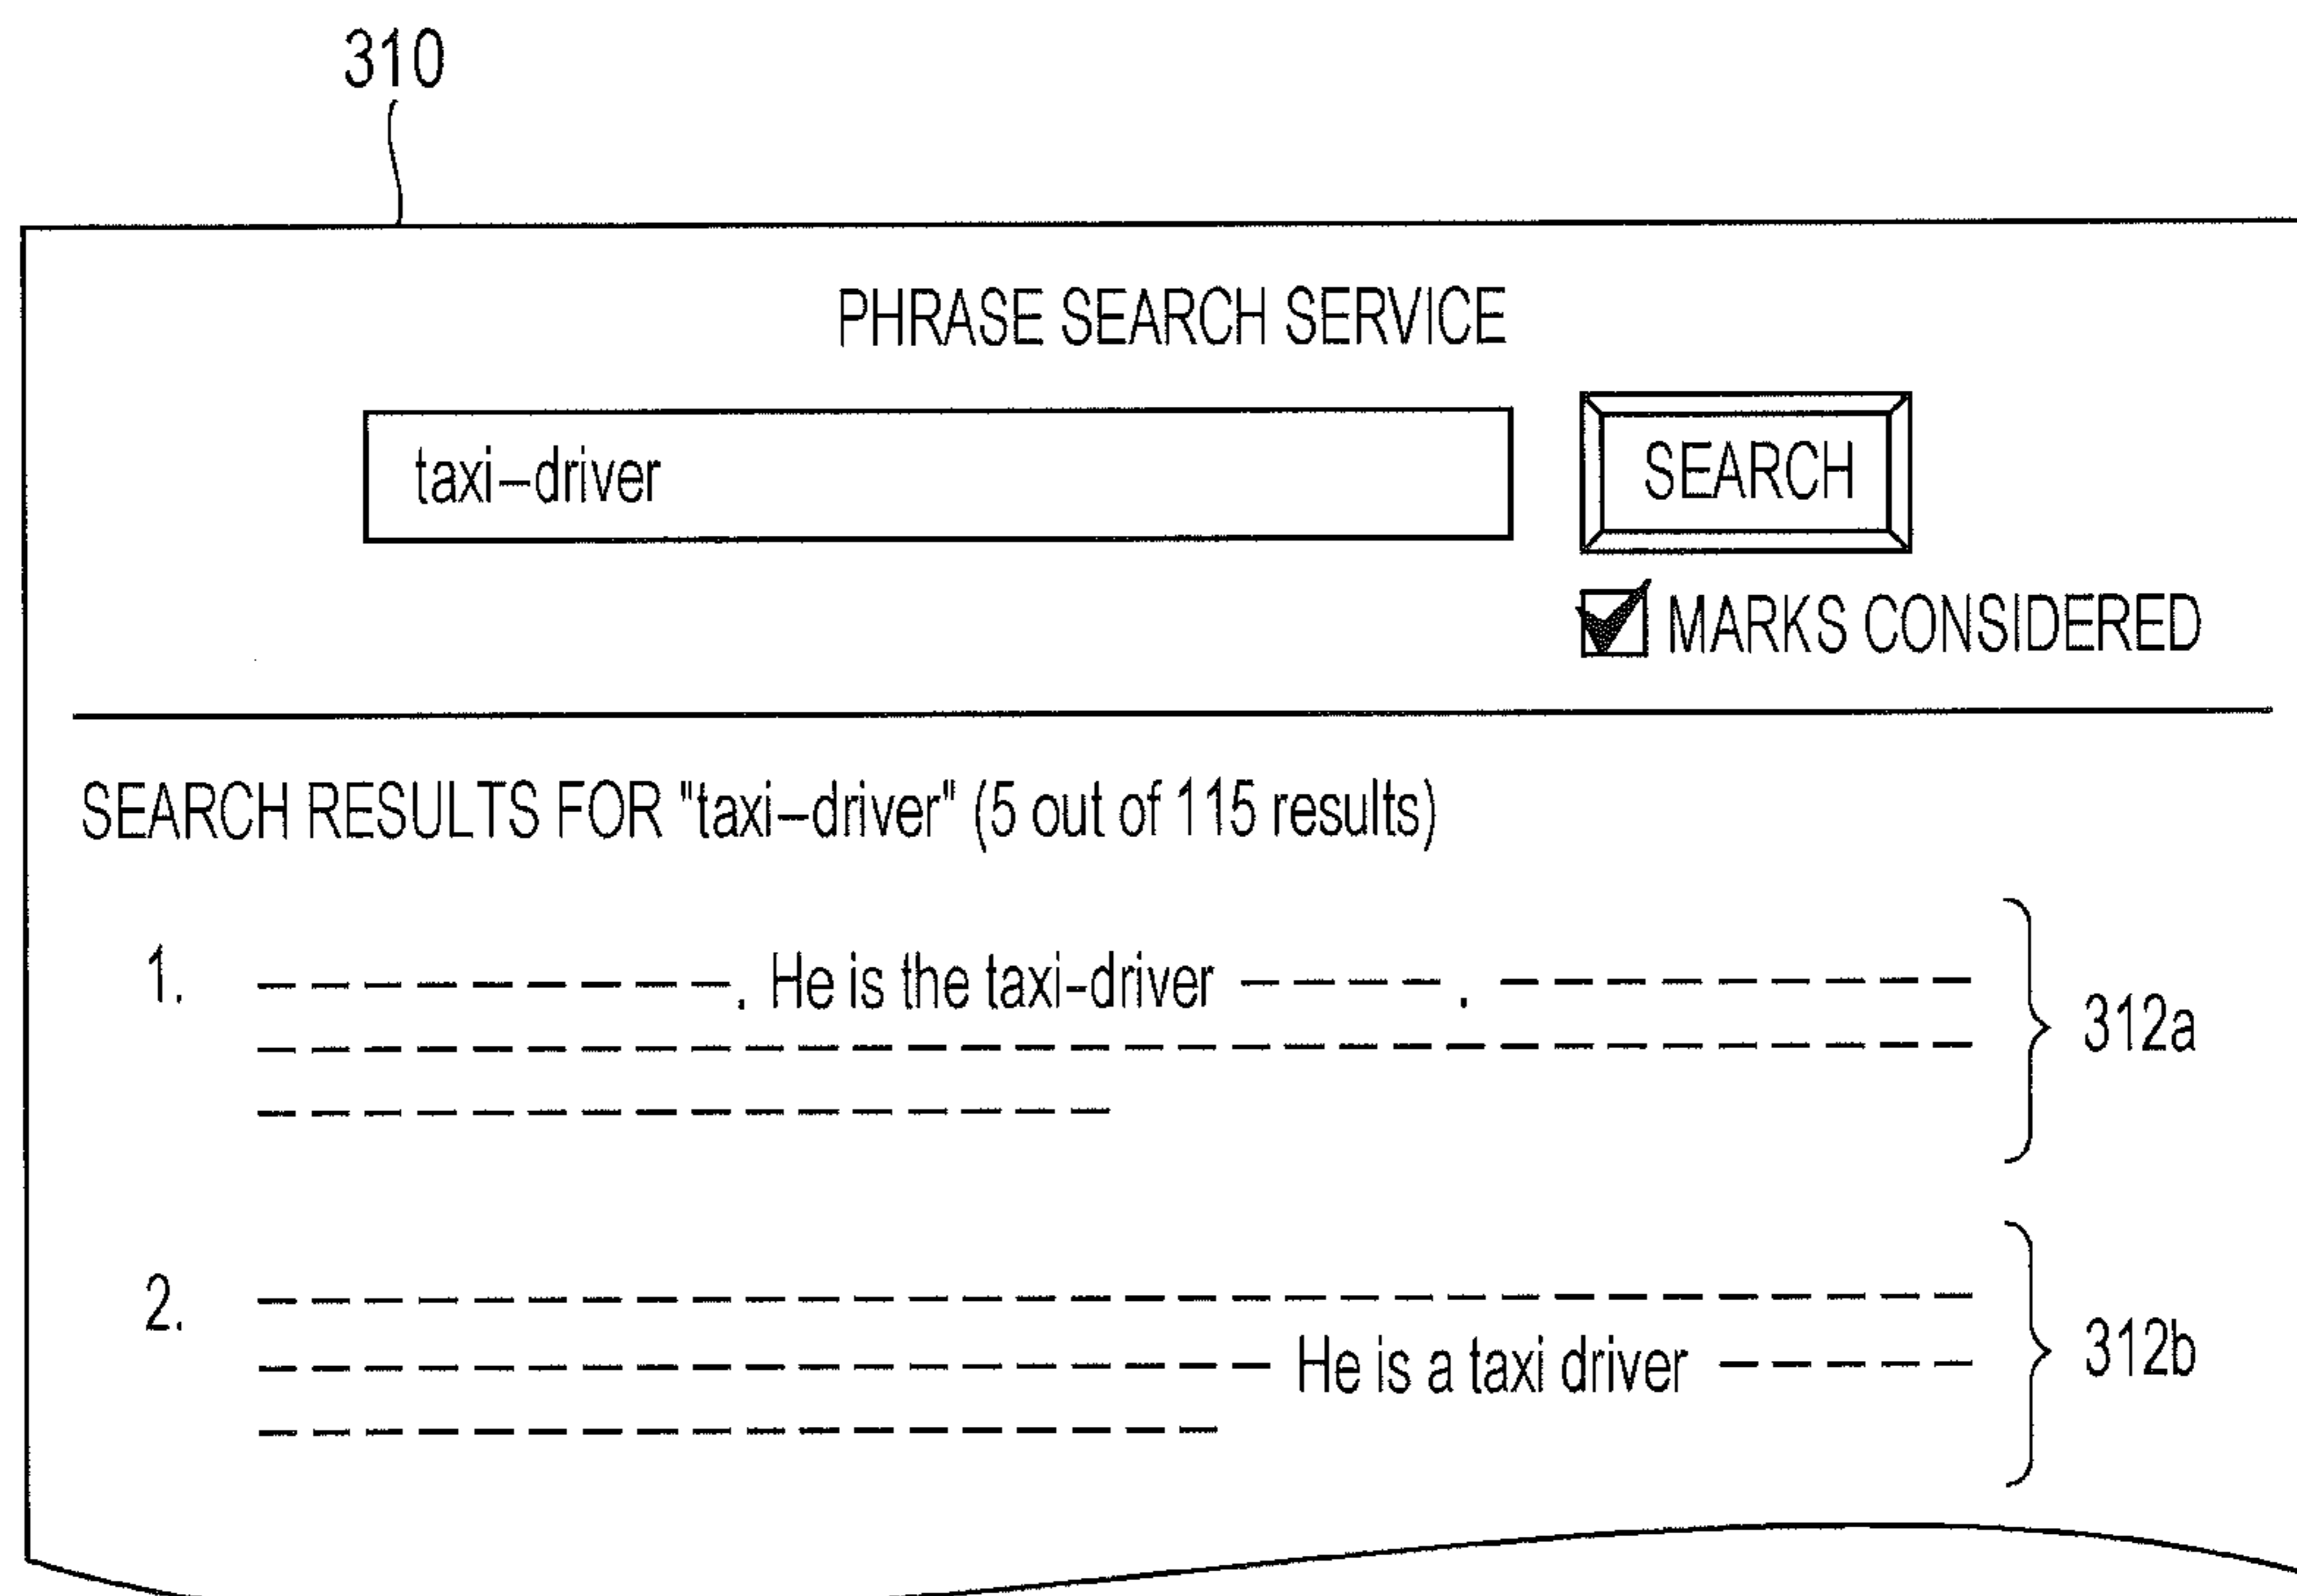 310
PHRASE SEARCH SERVICE
taxi–driver
SEARCH
MARKS CONSIDERED
SEARCH RESULTS FOR "taxi–driver" (5 out of 115 results)
1. . He is the taxi-driver .
312a
2.
He is a taxi driver
312b